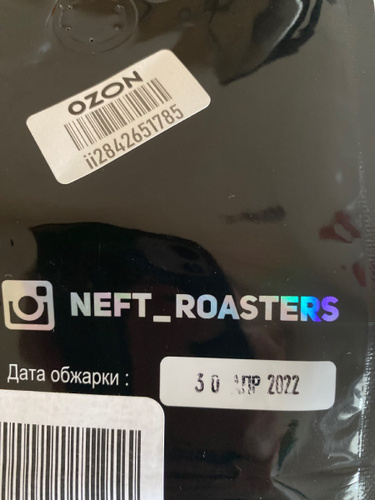 OZON
ii2842651785
NEFT_ROASTERS
Дата обжарки :
30 АПР 2022